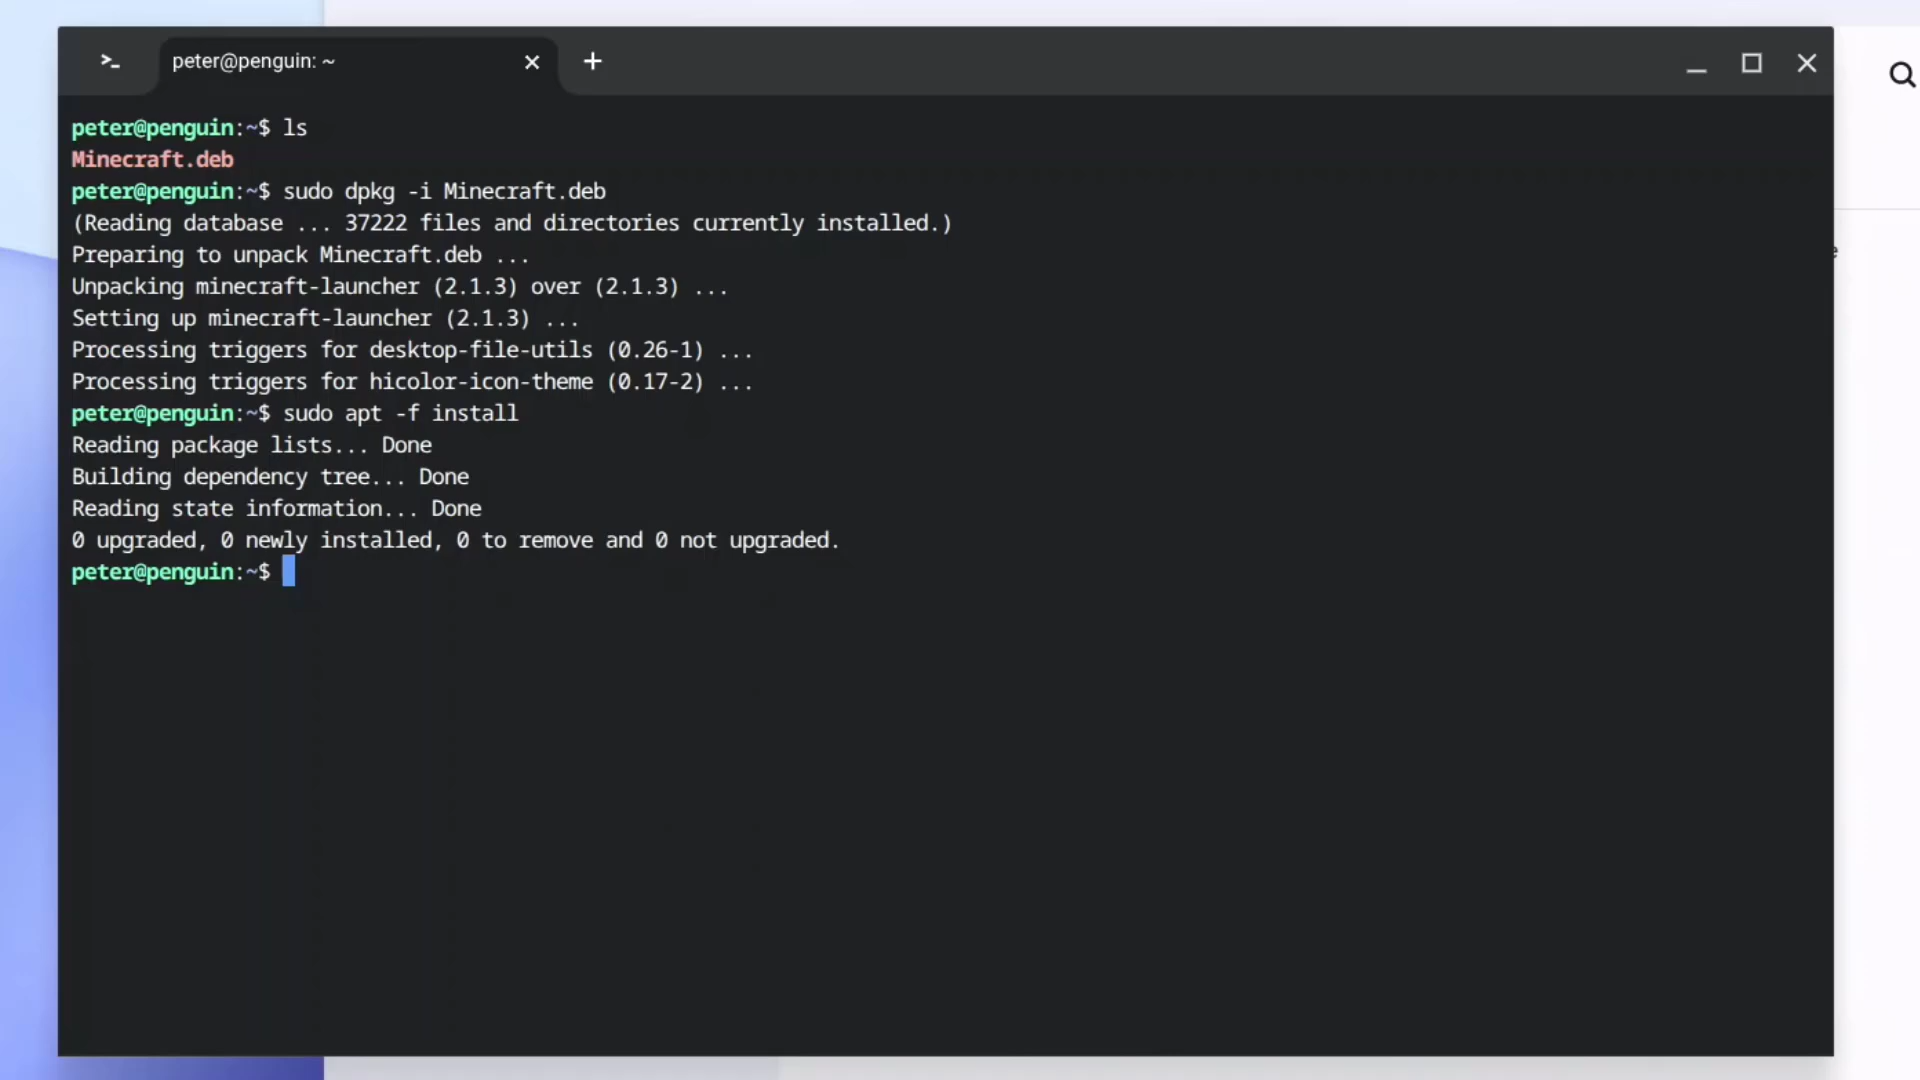 peter@penguin: ~
peter@penguin:~$ ls
Minecraft.deb
peter@penguin:~$ sudo dpkg -i Minecraft.deb
(Reading database ... 37222 files and directories currently installed.)
Preparing to unpack Minecraft.deb ...
Unpacking minecraft-launcher (2.1.3) over (2.1.3) ...
Setting up minecraft-launcher (2.1.3) ...
Processing triggers for desktop-file-utils (0.26-1) ...
Processing triggers for hicolor-icon-theme (0.17-2) ...
peter@penguin:~$ sudo apt -f install
Reading package lists... Done
Building dependency tree... Done
Reading state information... Done
0 upgraded, 0 newly installed, 0 to remove and 0 not upgraded.
peter@penguin:~$